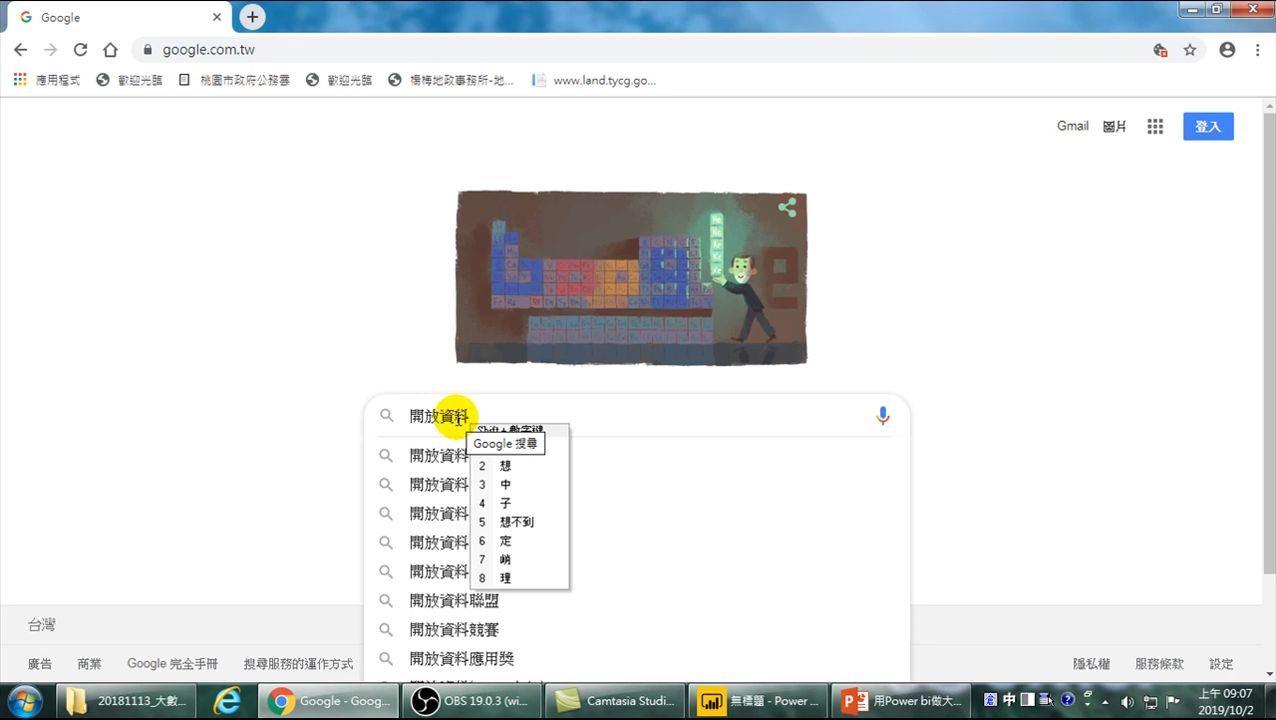 Google
google.com.tw
應用程式
歡迎光臨
桃園市政府公務雲
歡迎光臨
楊梅地政事務所-地...
www.land.tycg.go...
Gmail
圖片
登入
開放資料
Shift+數字鍵
Google 搜尋
開放資料
2 想
開放資料
3 中
4 子
開放資料
5 想不到
開放資料
6 定
7 峭
開放資料
8 理
開放資料聯盟
開放資料競賽
開放資料應用獎
台灣
廣告
商業
Google 完全手冊
搜尋服務的運作方式
隱私權
服務條款
設定
20181113_大數...
Google - Goog...
OBS 19.0.3 (wi...
Camtasia Studi...
無標題 - Power ...
用Power bi做大...
中
上午 09:07
2019/10/2